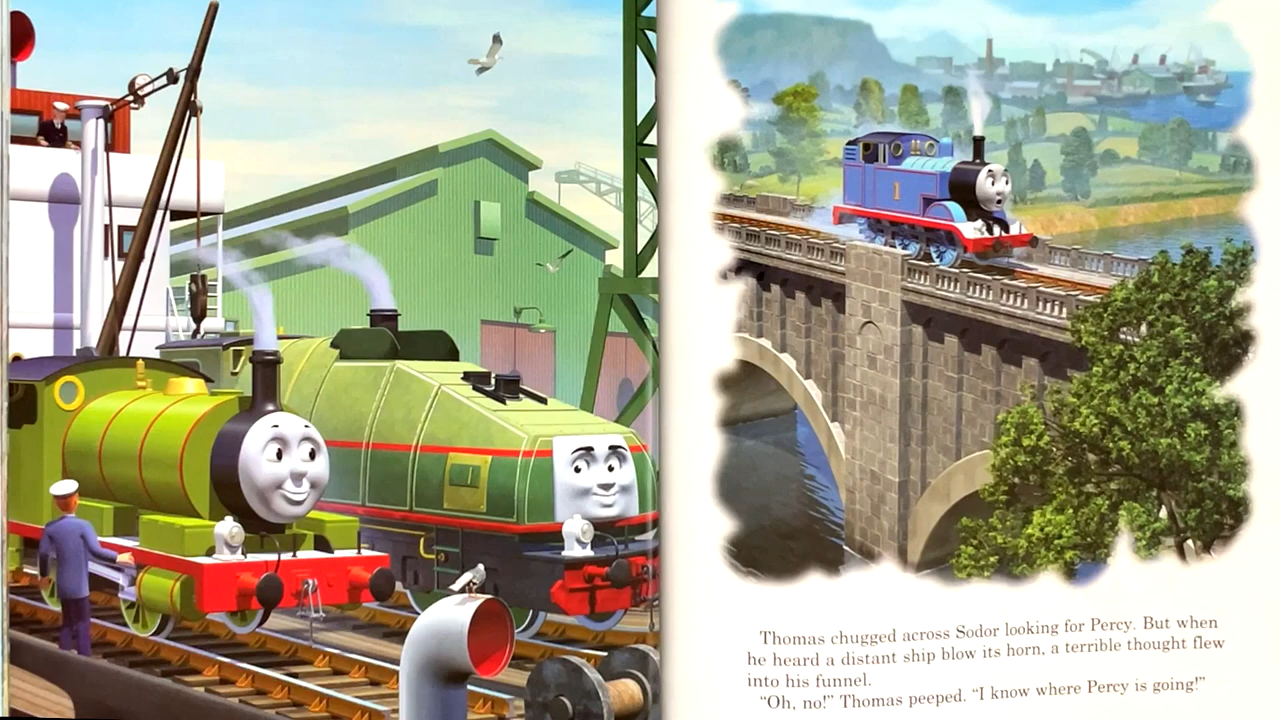 1
Thomas chugged across Sodor looking for Percy. But when
he heard a distant ship blow its horn, a terrible thought flew
into his funnel.
"Oh, no!" Thomas peeped. "I know where Percy is going!"